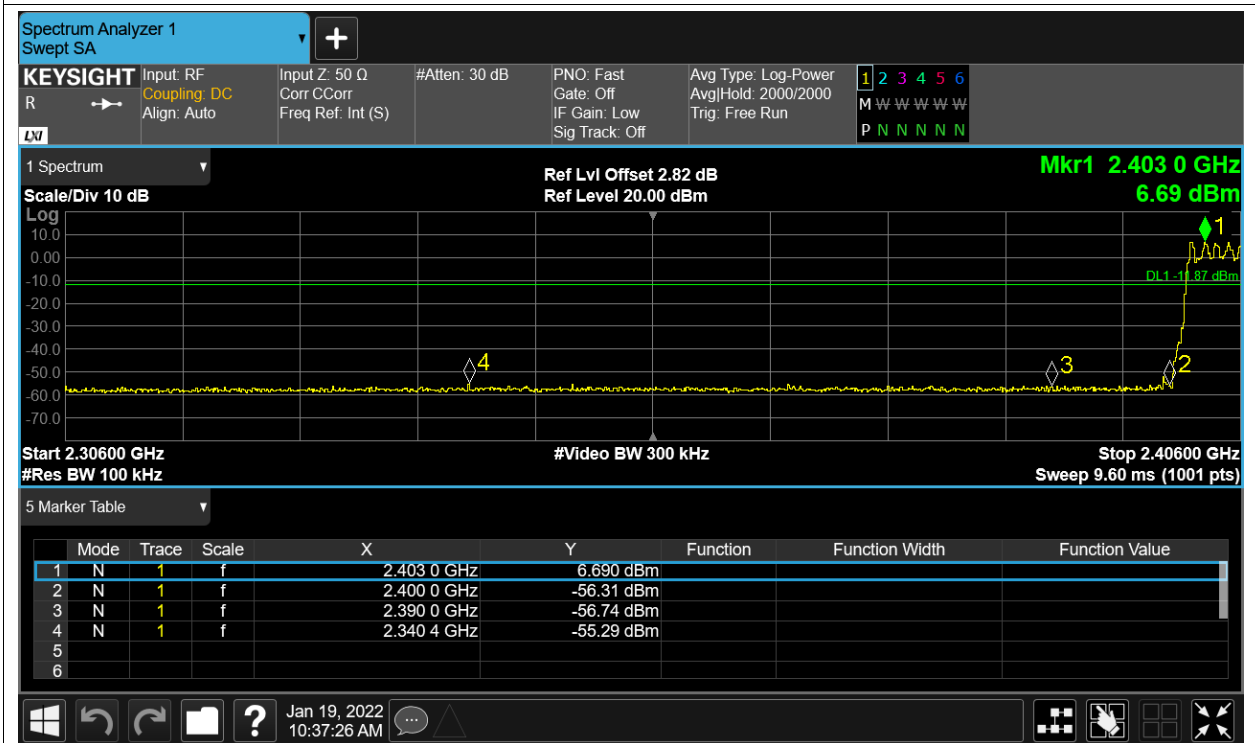 Spectrum Analyzer 1
Swept SA
KEYSIGHT Input: RF Input Z: 50 Ω #Atten: 30 dB PNO: Fast Avg Type: Log-Power 1 2 3 4 5 6
R Coupling: DC Corr CCorr Gate: Off Avg|Hold: 2000/2000 M W W W W W W
Align: Auto Freq Ref: Int (S) IF Gain: Low Trig: Free Run
LXI Sig Track: Off P N N N N N N
1 Spectrum Ref Lvl Offset 2.82 dB Mkr1 2.403 0 GHz
Scale/Div 10 dB Ref Level 20.00 dBm 6.69 dBm
Log
1
10.0
0.00
DL1 -11.87 dBm
-10.0
-20.0
-30.0
-40.0
4 3 2
-50.0
-60.0
-70.0
Start 2.30600 GHz #Video BW 300 kHz Stop 2.40600 GHz
#Res BW 100 kHz Sweep 9.60 ms (1001 pts)
5 Marker Table
Mode Trace Scale X Y Function Function Width Function Value
1 N 1 f 2.403 0 GHz 6.690 dBm
2 N 1 f 2.400 0 GHz -56.31 dBm
3 N 1 f 2.390 0 GHz -56.74 dBm
4 N 1 f 2.340 4 GHz -55.29 dBm
5
6
? Jan 19, 2022
10:37:26 AM